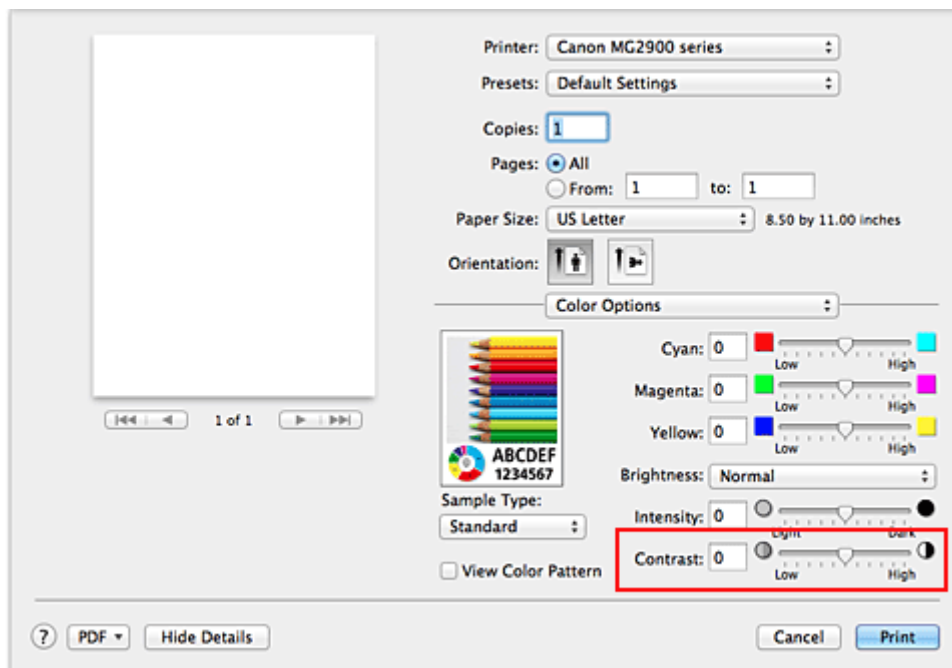 Printer: Canon MG2900 series
Presets: Default Settings
Copies: 1
Pages: All
From: 1 to: 1
Paper Size: US Letter 8.50 by 11.00 inches
Orientation:
Color Options
Cyan: 0
Low High
Magenta: 0
Low High
Yellow: 0
Low High
Brightness: Normal
Intensity: 0
Light Dark
Contrast: 0
Low High
ABCDEF
1234567
Sample Type:
Standard
View Color Pattern
1 of 1
? PDF Hide Details Cancel Print